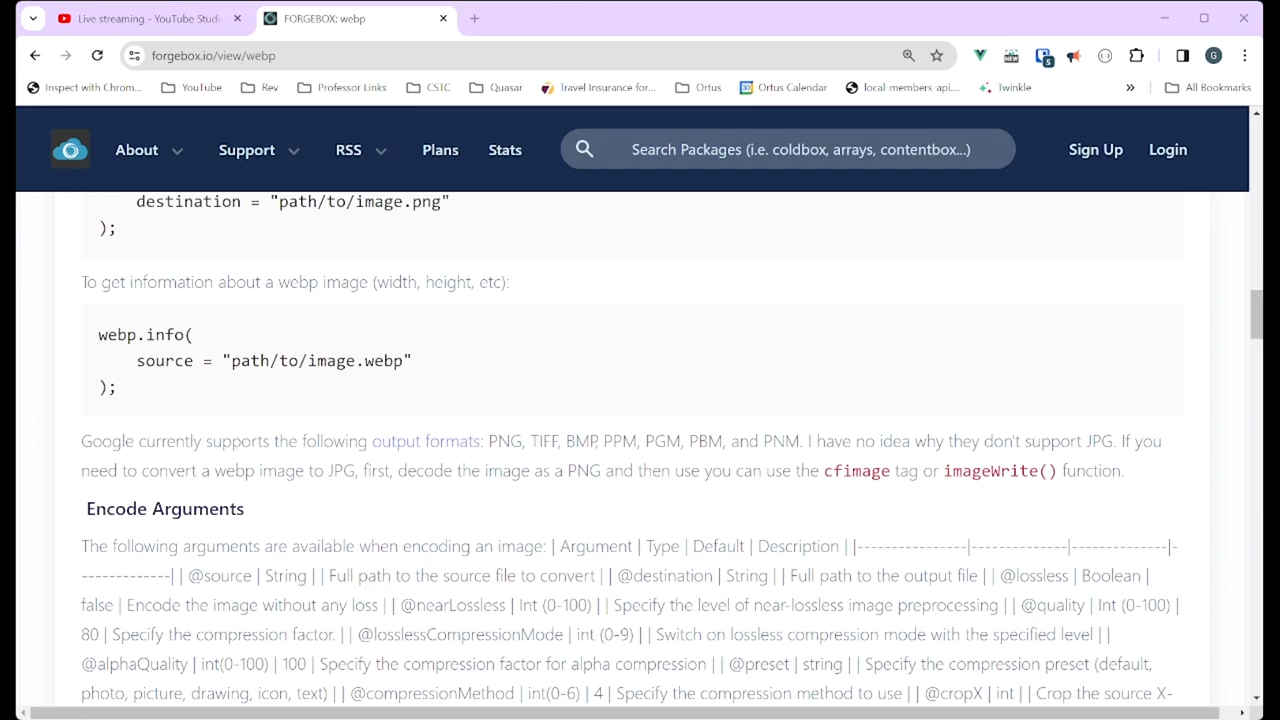 Live streaming - YouTube Studi
FORGEBOX: webp
forgebox.io/view/webp
Inspect with Chrom... YouTube Rev Professor Links CSTC Quasar Travel Insurance for... Ortus Ortus Calendar local-members-api.... Twinkle » All Bookmarks
About Support RSS Plans Stats Search Packages (i.e. coldbox, arrays, contentbox...) Sign Up Login
destination = "path/to/image.png"
);
To get information about a webp image (width, height, etc):
webp.info(
source = "path/to/image.webp"
);
Google currently supports the following output formats: PNG, TIFF, BMP, PPM, PGM, PBM, and PNM. I have no idea why they don't support JPG. If you
need to convert a webp image to JPG, first, decode the image as a PNG and then use you can use the cfimage tag or imageWrite() function.
Encode Arguments
The following arguments are available when encoding an image: | Argument | Type | Default | Description | |---------------|-------------|-------------|-
------------| | @source | String | | Full path to the source file to convert | | @destination | String | | Full path to the output file | | @lossless | Boolean |
false | Encode the image without any loss | | @nearLossless | Int (0-100) | | Specify the level of near-lossless image preprocessing | | @quality | Int (0-100) |
80 | Specify the compression factor. | | @losslessCompressionMode | int (0-9) | | Switch on lossless compression mode with the specified level | |
@alphaQuality | int(0-100) | 100 | Specify the compression factor for alpha compression | | @preset | string | | Specify the compression preset (default,
photo, picture, drawing, icon, text) | | @compressionMethod | int(0-6) | 4 | Specify the compression method to use | | @cropX | int | | Crop the source X-